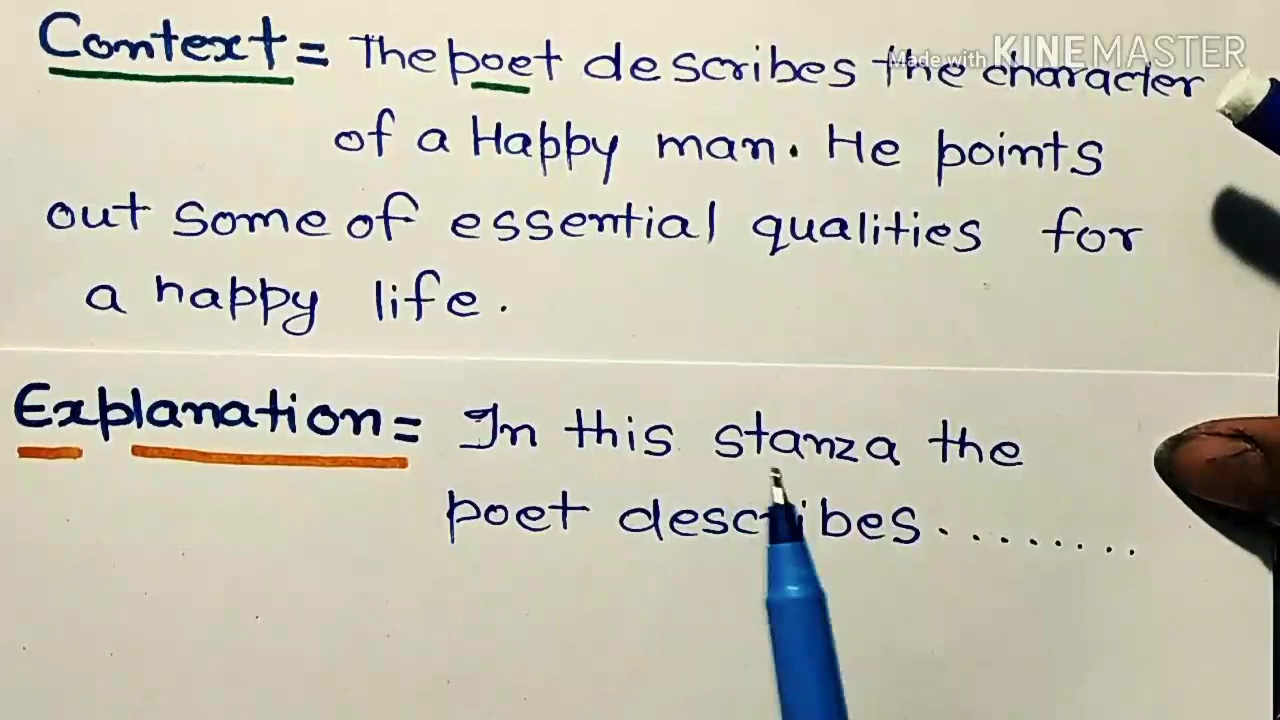 Made with KINEMASTER
Context = The poet describes the character
of a Happy man. He points
out some of essential qualities for
a happy life.
Explanation = In this stanza the
poet describes........